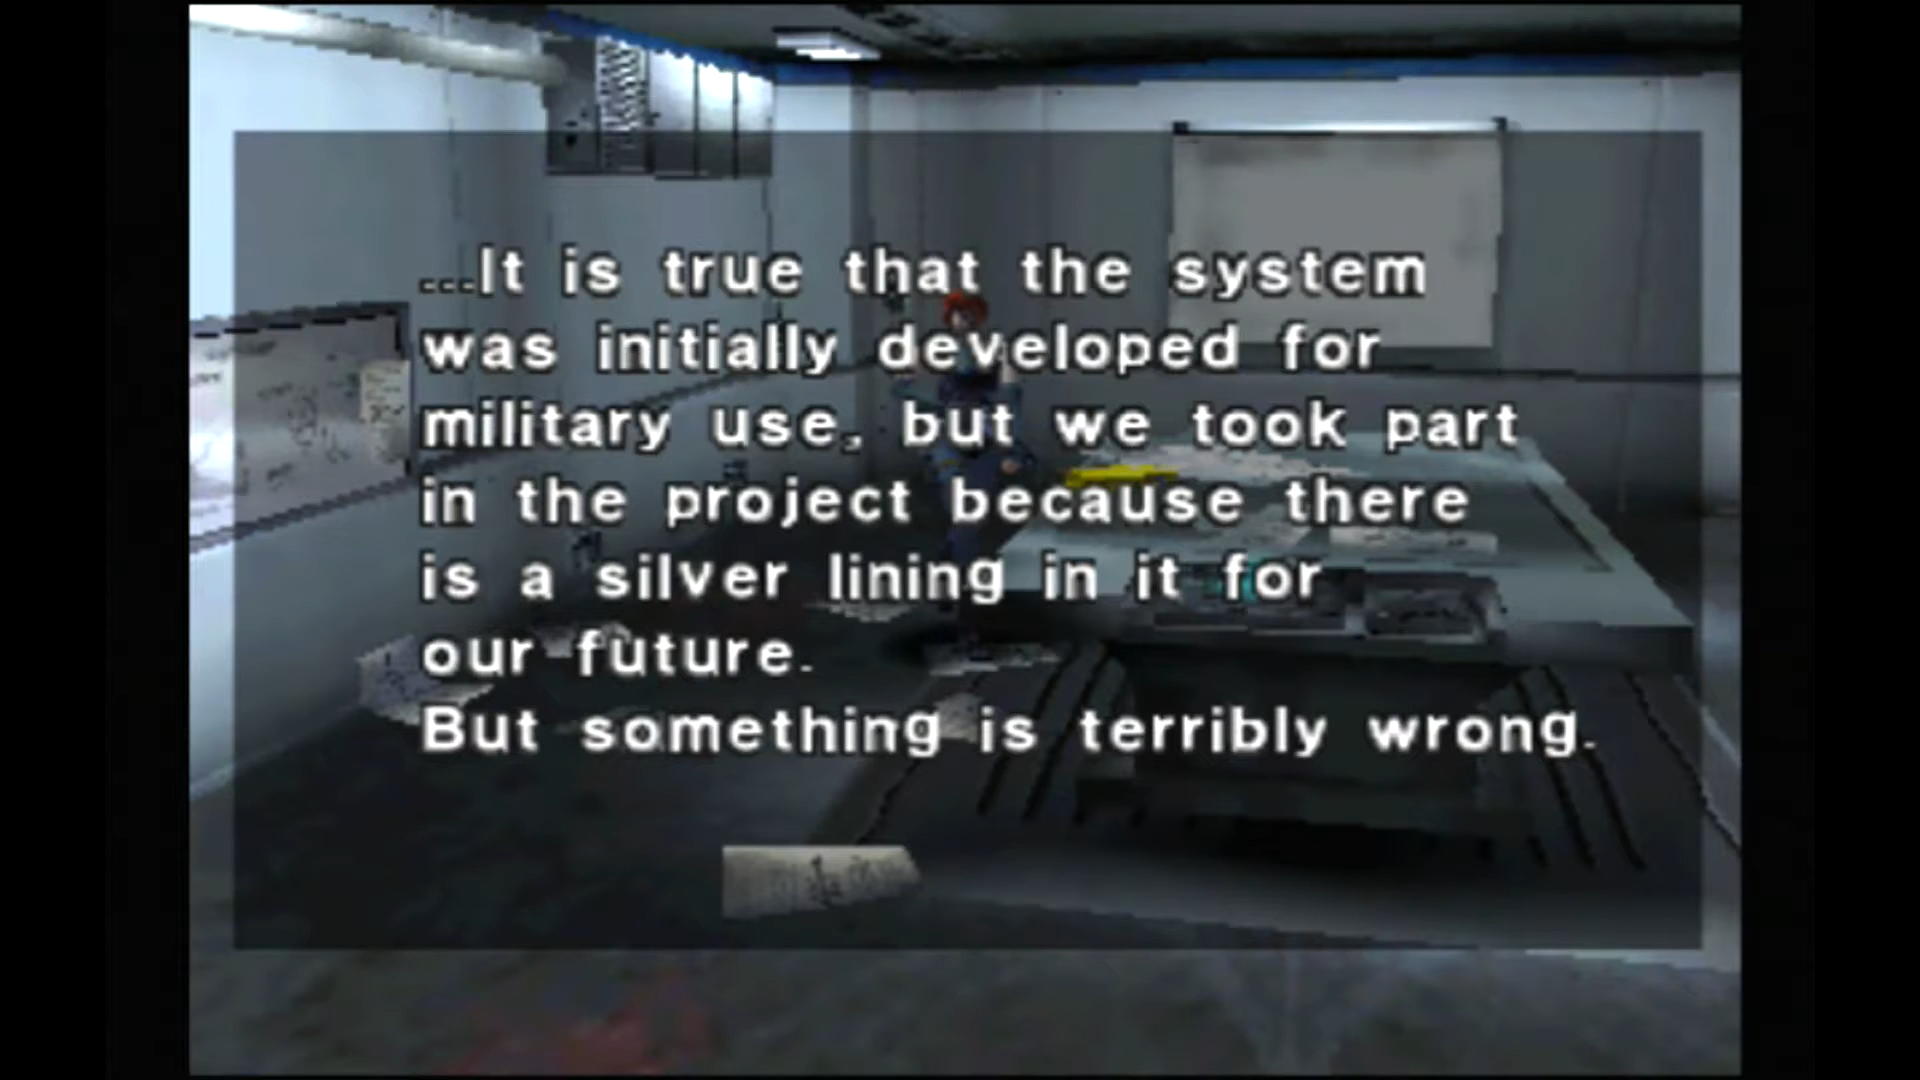 ...It is true that the system
was initially developed for
military use, but we took part
in the project because there
is a silver lining in it for
our future.
But something is terribly wrong.